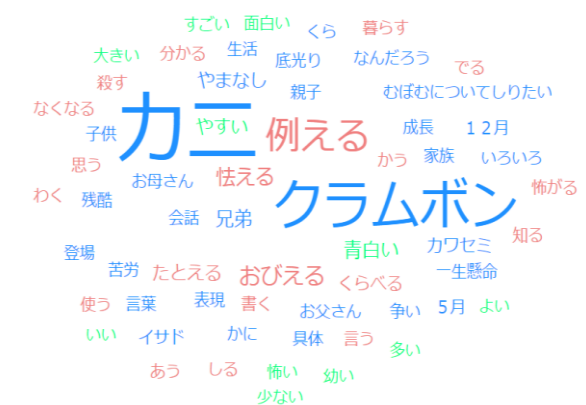 すごい 面白い くら 暮らす
大きい 分かる 生活 底光り なんだろう でる
殺す やまなし 親子 むぼむについてしりたい
なくなる 子供 カニ やすい 例える 成長 12月
思う お母さん 怯える かう 家族 いろいろ
わく 残酷 会話 兄弟 クラムボン 怖がる
登場 青白い カワセミ 知る
苦労 たとえる おびえる くらべる 一生懸命
使う 言葉 表現 書く お父さん 争い 5月 よい
いい イサド かに 具体 言う 多い
あう しる 怖い 幼い
少ない